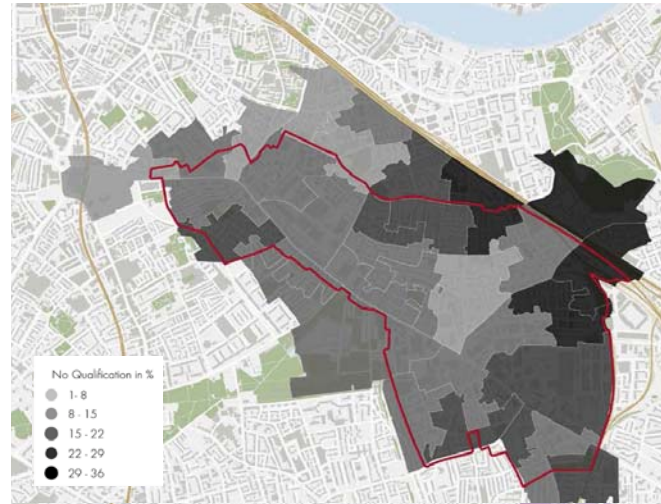 No Qualification in %
1- 8
8 - 15
15 - 22
22 - 29
29 - 36